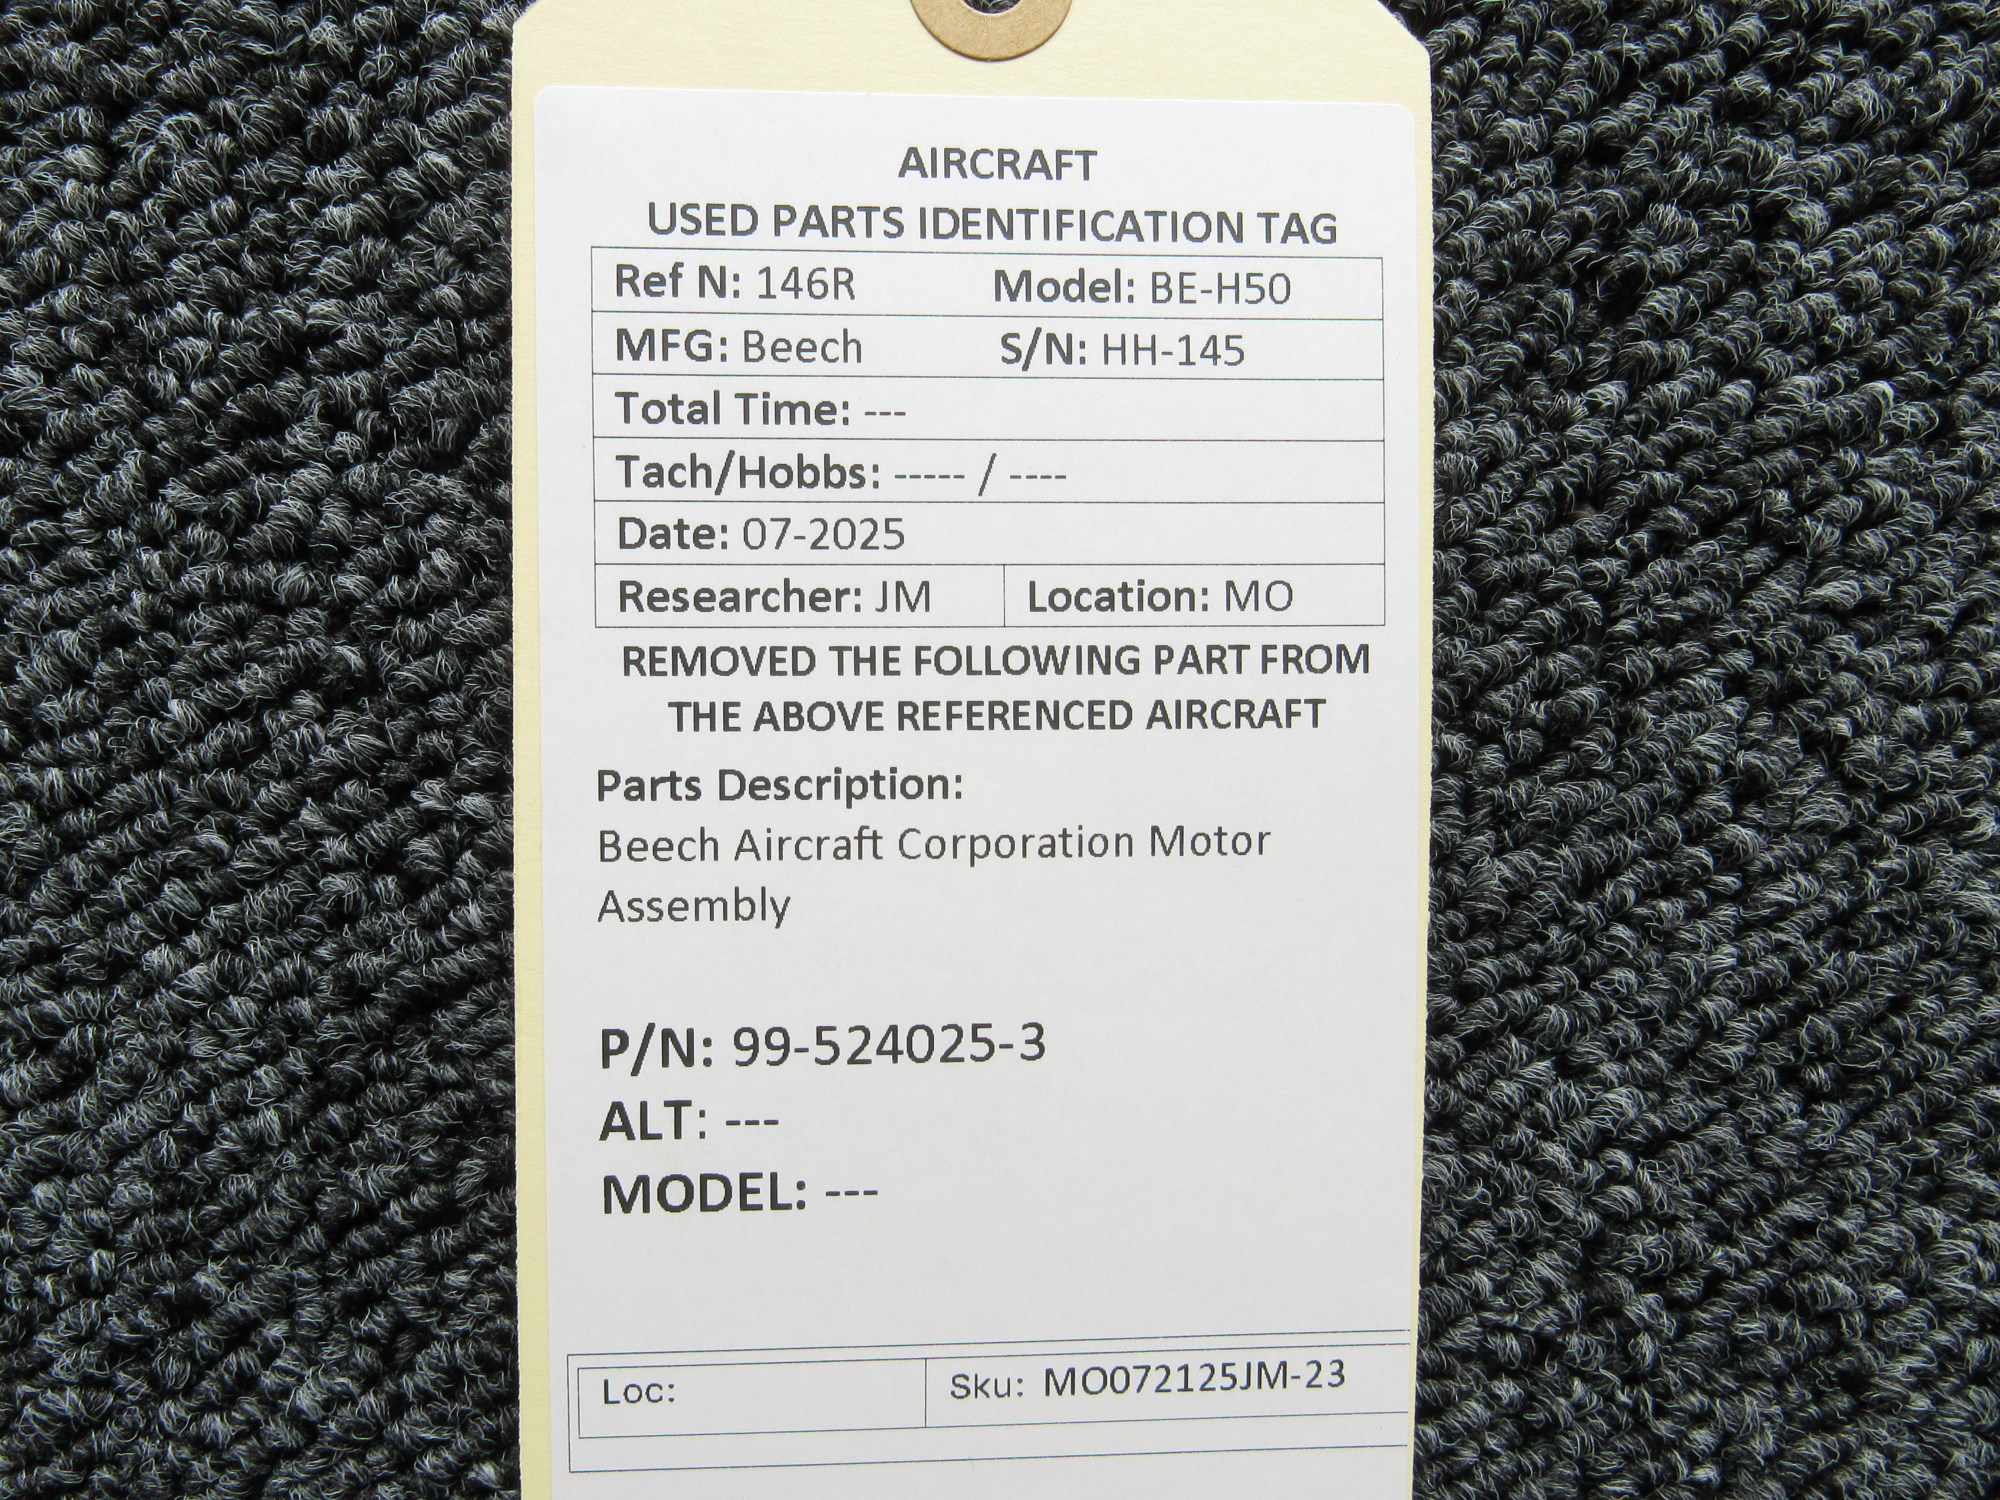 AIRCRAFT
USED PARTS IDENTIFICATION TAG
Ref N: 146R Model: BE-H50
MFG: Beech S/N: HH-145
Total Time: ---
Tach/Hobbs: ----- / ----
Date: 07-2025
Researcher: JM Location: MO
REMOVED THE FOLLOWING PART FROM
THE ABOVE REFERENCED AIRCRAFT
Parts Description:
Beech Aircraft Corporation Motor
Assembly
P/N: 99-524025-3
ALT: ---
MODEL: ---
Loc: Sku: MO072125JM-23